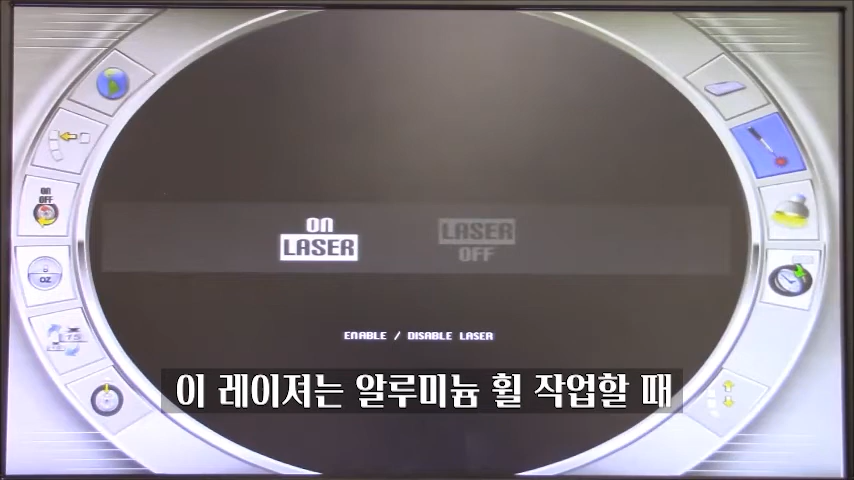 ON
OFF
g
OZ
ON
LASER
LASER
OFF
ENABLE / DISABLE LASER
이 레이져는 알루미늄 휠 작업할 때